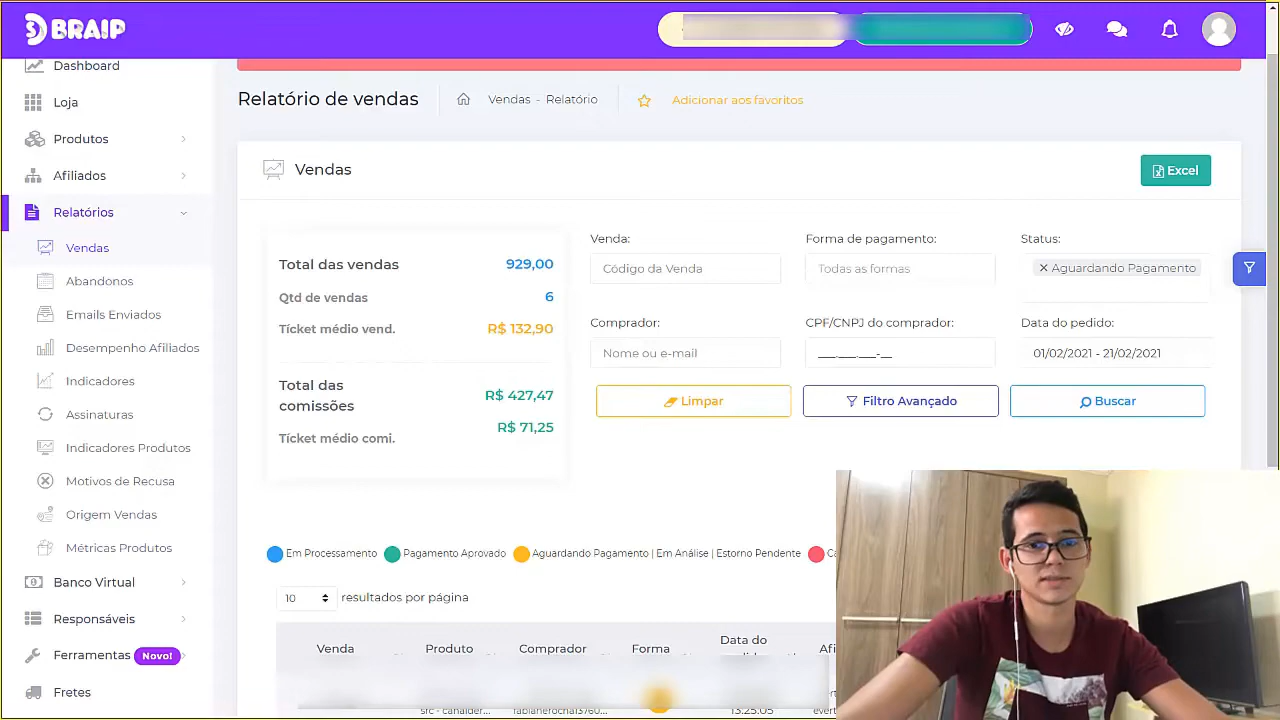 BRAIP
Dashboard
Loja
Produtos
Afiliados
Relatórios
Vendas
Abandonos
Emails Enviados
Desempenho Afiliados
Indicadores
Assinaturas
Indicadores Produtos
Motivos de Recusa
Origem Vendas
Métricas Produtos
Banco Virtual
Responsáveis
Ferramentas Novo!
Fretes
Relatório de vendas
Vendas - Relatório
Adicionar aos favoritos
Vendas
Excel
Total das vendas 929,00
Qtd de vendas 6
Tícket médio vend. R$ 132,90
Total das
comissões R$ 427,47
Tícket médio comi. R$ 71,25
Venda: Forma de pagamento: Status:
Código da Venda Todas as formas × Aguardando Pagamento
Comprador: CPF/CNPJ do comprador: Data do pedido:
Nome ou e-mail ___.___.___-__ 01/02/2021 - 21/02/2021
Limpar Filtro Avançado Buscar
Em Processamento Pagamento Aprovado Aguardando Pagamento | Em Análise | Estorno Pendente
10 resultados por página
Venda Produto Comprador Forma Data do
13:25:05